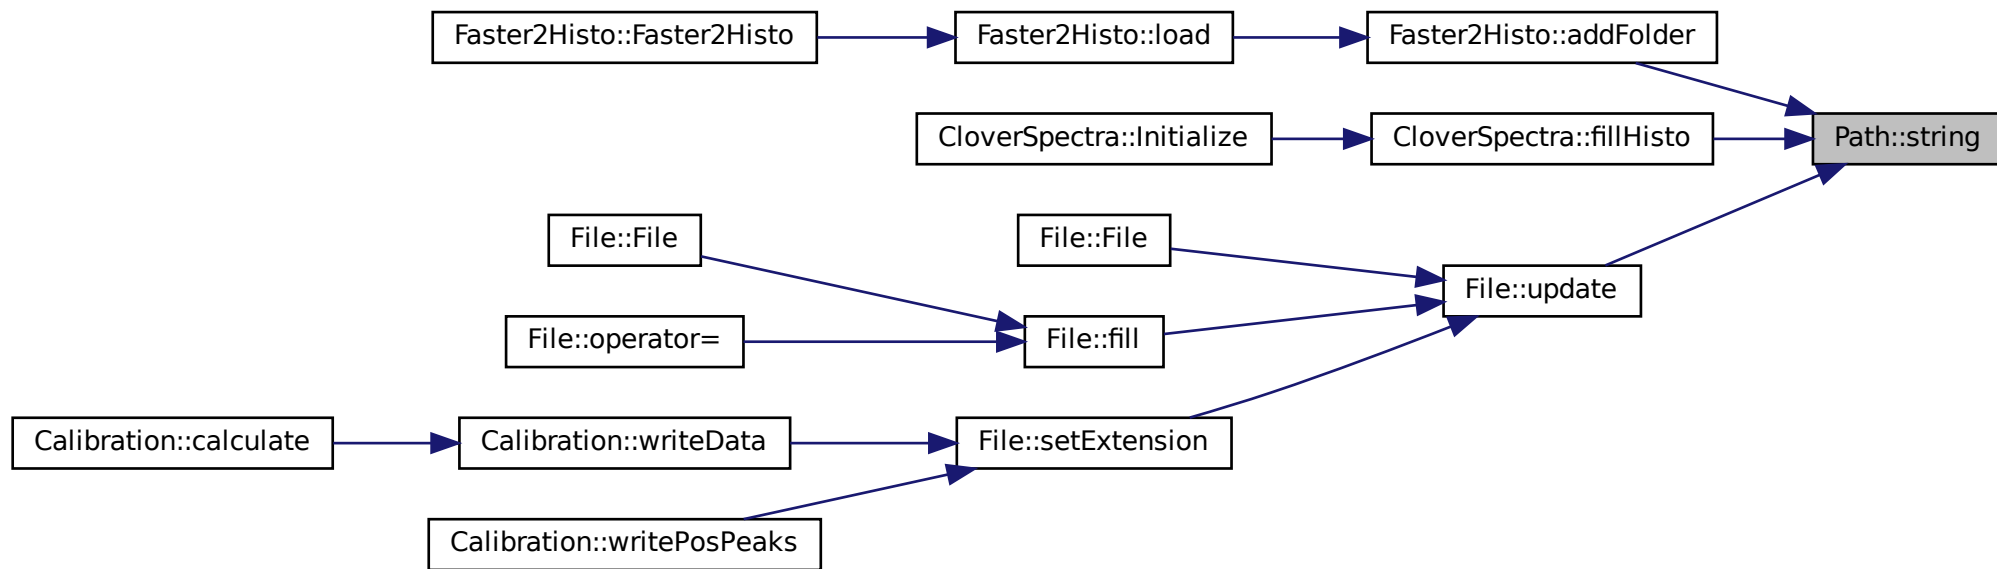 Faster2Histo::Faster2Histo
Faster2Histo::load
Faster2Histo::addFolder
CloverSpectra::Initialize
CloverSpectra::fillHisto
Path::string
File::File
File::File
File::update
File::operator=
File::fill
Calibration::calculate
Calibration::writeData
File::setExtension
Calibration::writePosPeaks